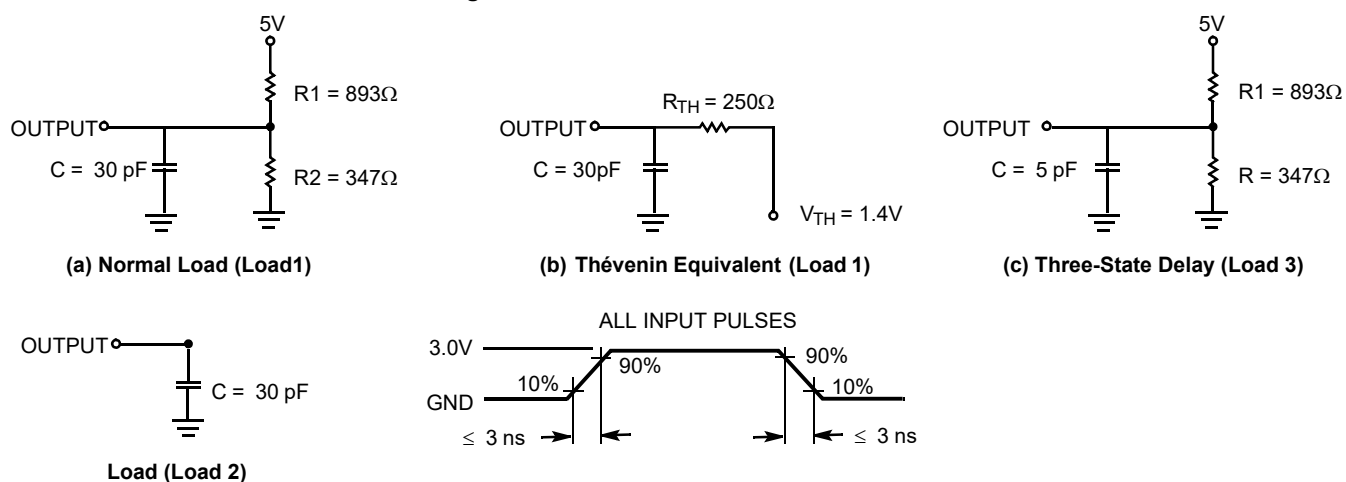 5V
R1 = 893Ω
OUTPUT
C = 30 pF
R2 = 347Ω
(a) Normal Load (Load1)
RTH = 250Ω
OUTPUT
C = 30pF
VTH = 1.4V
(b) Thévenin Equivalent (Load 1)
5V
R1 = 893Ω
OUTPUT
C = 5 pF
R = 347Ω
(c) Three-State Delay (Load 3)
OUTPUT
C = 30 pF
Load (Load 2)
ALL INPUT PULSES
3.0V
90%
90%
10%
10%
GND
≤ 3 ns
≤ 3 ns